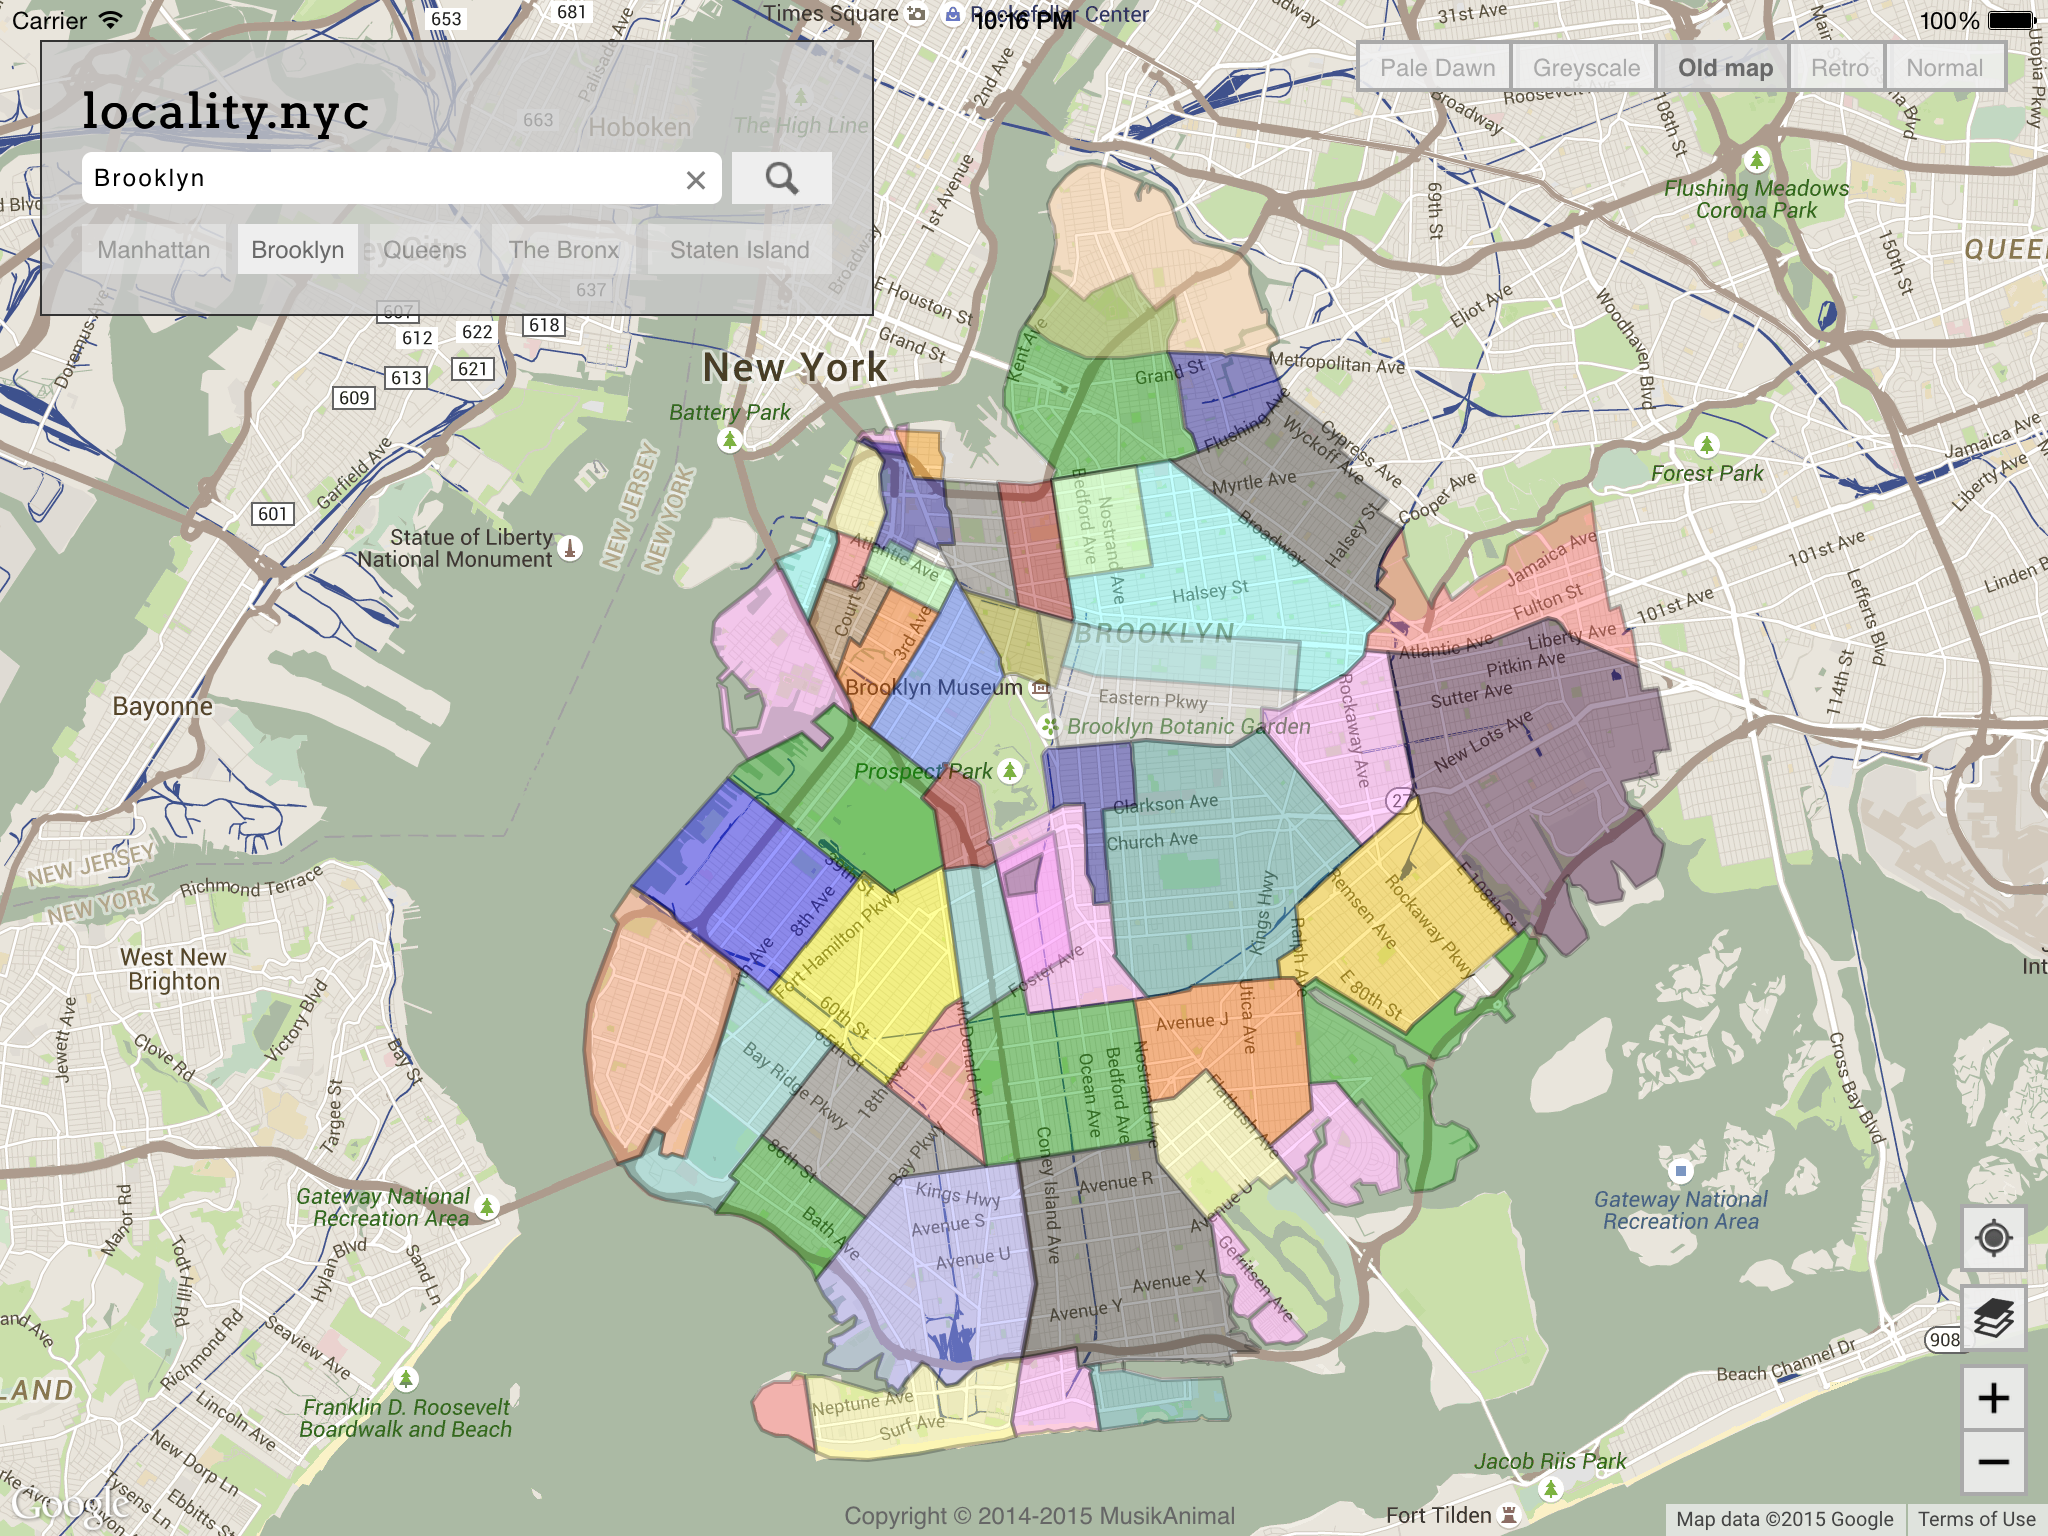 Carrier
10:16 PM
100%
653
681
Times Square
Rockefeller Center
31st Ave
Palisade Ave
2nd Ave
Pale Dawn
Greyscale
Old map
Retro
Normal
locality.nyc
663
Hoboken
The High Line
Broadway
108th St
Flushing Meadows
Corona Park
Brooklyn
1st Avenue
69th St
150th St
Manhattan
Brooklyn
Queens
The Bronx
Staten Island
Broadway
637
607
612
622
618
613
621
609
Doremus Ave
E Houston St
Grand St
Kent Ave
Eliot Ave
Woodhaven Blvd
New York
Grand St
Metropolitan Ave
Battery Park
Flushing Ave
Wyckoff Ave
Cypress Ave
Jamaica Ave
Liberty Ave
Forest Park
Garfield Ave
NEW JERSEY
NEW YORK
Bedford Ave
Nostrand Ave
Myrtle Ave
Cooper Ave
601
Statue of Liberty
National Monument
Atlantic Ave
Broadway
Halsey St
Jamaica Ave
101st Ave
Halsey St
Fulton St
101st Ave
Lefferts Blvd
Court St
3rd Ave
BROOKLYN
Atlantic Ave
Liberty Ave
Pitkin Ave
Sutter Ave
114th St
Bayonne
Brooklyn Museum
Eastern Pkwy
Rockaway Ave
Brooklyn Botanic Garden
New Lots Ave
Prospect Park
Clarkson Ave
27
Church Ave
NEW JERSEY
NEW YORK
Richmond Terrace
39th St
8th Ave
Fort Hamilton Pkwy
Kings Hwy
Remsen Ave
Rockaway Pkwy
E 108th St
West New
Brighton
7th Ave
Foster Ave
Ralph Ave
E 80th St
Jewett Ave
Victory Blvd
Clove Rd
Bay St
Targee St
60th St
65th St
McDonald Ave
Avenue J
Utica Ave
Bay Ridge Pkwy
18th Ave
Ocean Ave
Bedford Ave
Nostrand Ave
Flatbush Ave
Cross Bay Blvd
86th St
Bay Pkwy
Coney Island Ave
Avenue R
Gateway National
Recreation Area
Kings Hwy
Avenue S
Avenue U
Avenue U
Gateway National
Recreation Area
Manor Rd
Todt Hill Rd
Hylan Blvd
Sand Ln
Bath Ave
Gerritsen Ave
Avenue X
Avenue Y
Richmond Rd
Seaview Ave
908
Beach Channel Dr
Franklin D. Roosevelt
Boardwalk and Beach
Lincoln Ave
New Dorp Ln
Neptune Ave
Surf Ave
Jacob Riis Park
Tysens Ln
Ebbitts St
Google
Copyright © 2014-2015 MusikAnimal
Fort Tilden
Map data ©2015 Google
Terms of Use